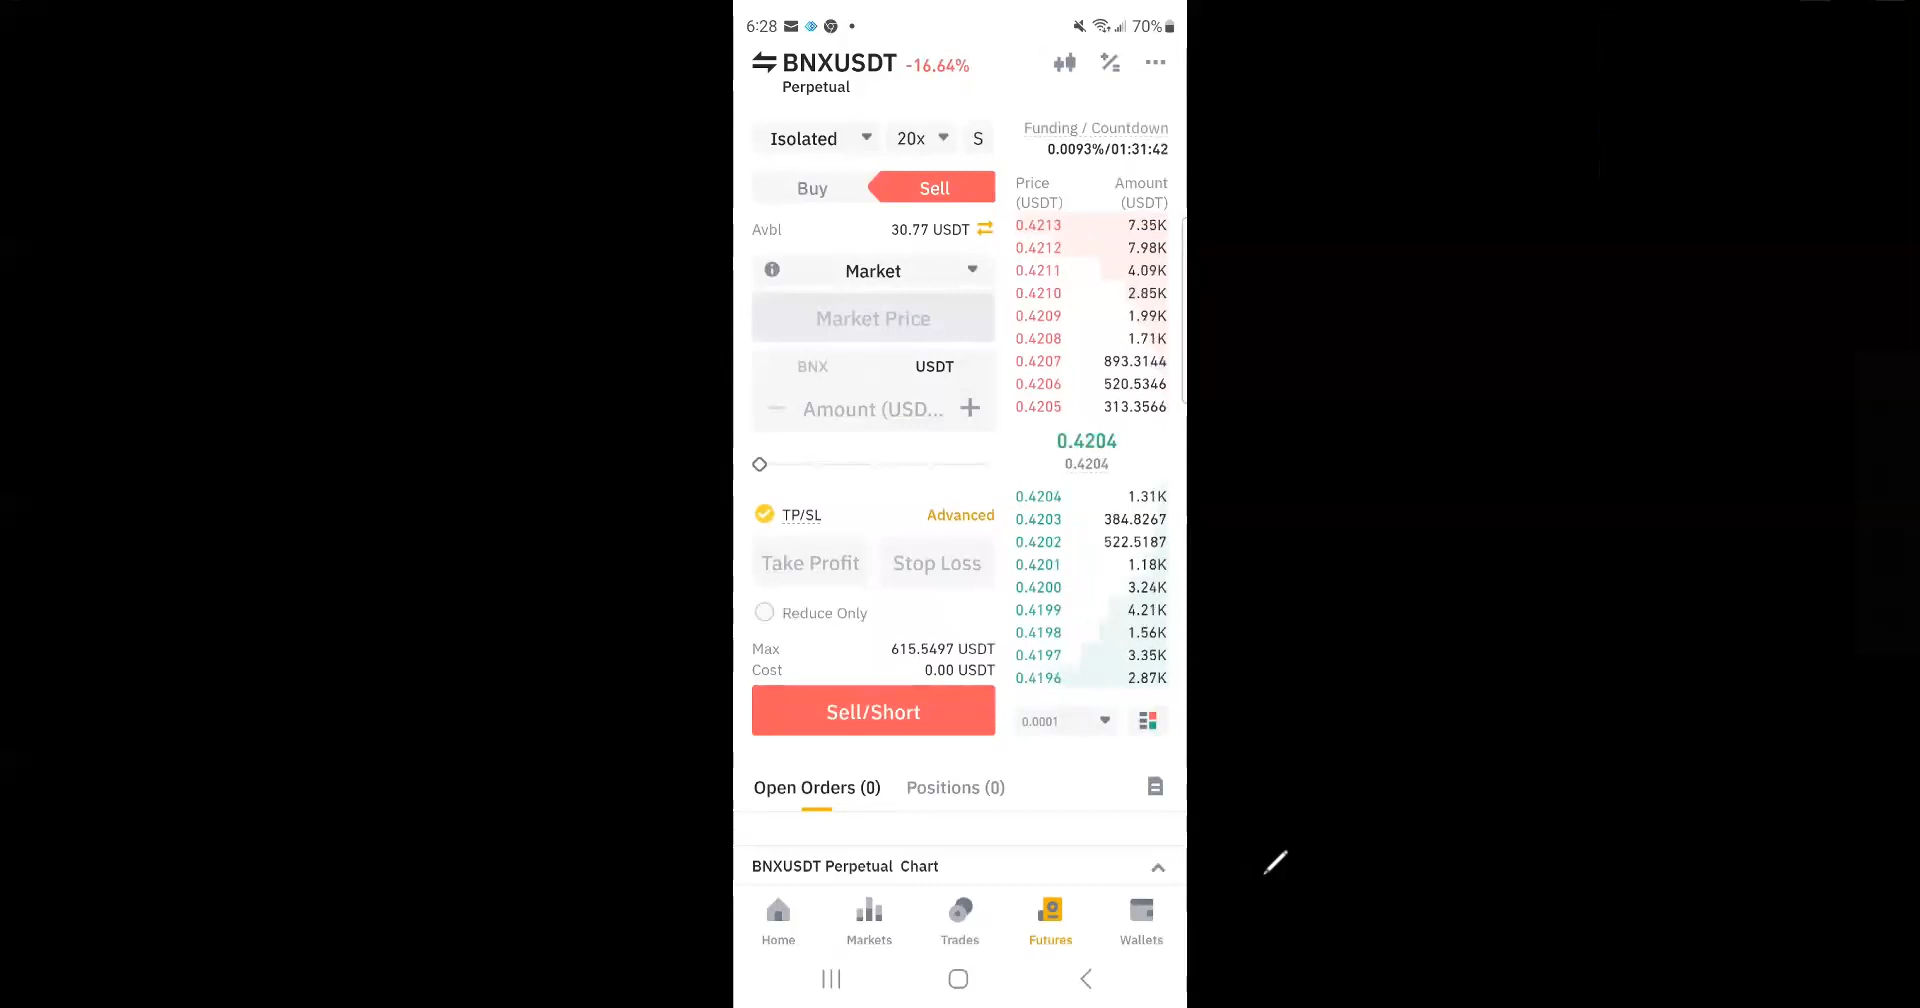 6:28 70%
BNXUSDT -16.64%
Perpetual
Isolated 20x S
Funding / Countdown
0.0093%/01:31:42
Buy Sell
Price Amount
(USDT) (USDT)
Avbl 30.77 USDT
Market
Market Price
BNX USDT
Amount (USD...
TP/SL Advanced
Take Profit Stop Loss
Reduce Only
Max 615.5497 USDT
Cost 0.00 USDT
Sell/Short
0.4213 7.35K
0.4212 7.98K
0.4211 4.09K
0.4210 2.85K
0.4209 1.99K
0.4208 1.71K
0.4207 893.3144
0.4206 520.5346
0.4205 313.3566
0.4204
0.4204
0.4204 1.31K
0.4203 384.8267
0.4202 522.5187
0.4201 1.18K
0.4200 3.24K
0.4199 4.21K
0.4198 1.56K
0.4197 3.35K
0.4196 2.87K
0.0001
Open Orders (0) Positions (0)
BNXUSDT Perpetual Chart
Home Markets Trades Futures Wallets